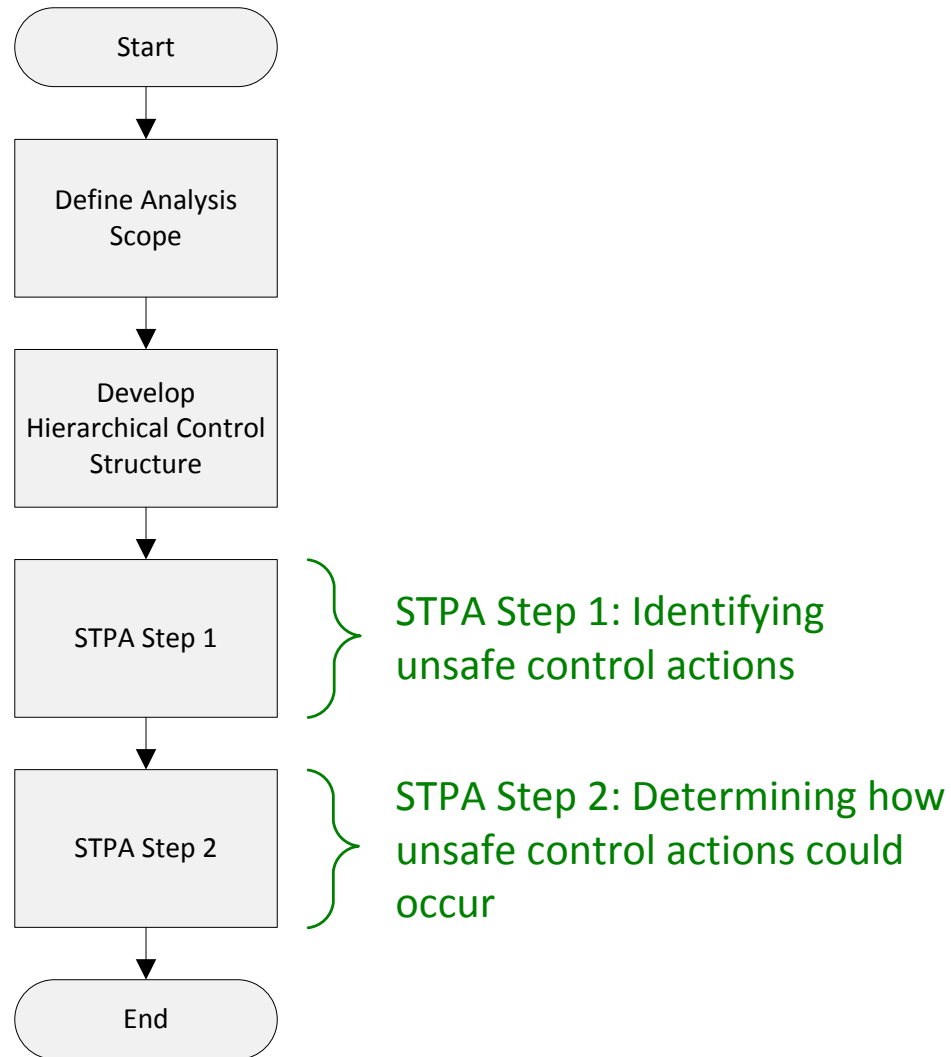 Start
Define Analysis
Scope
Develop
Hierarchical Control
Structure
STPA Step 1
STPA Step 1: Identifying
unsafe control actions
STPA Step 2
STPA Step 2: Determining how
unsafe control actions could
occur
End